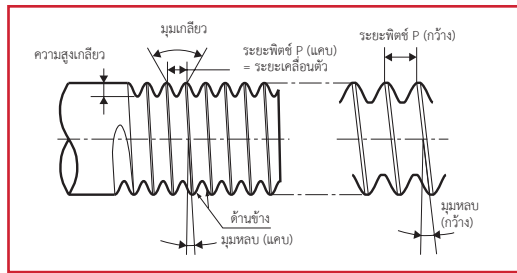 มุมเกลียว
ความสูงเกลียว
ระยะพิตช์ P (แคบ)
= ระยะเคลื่อนตัว
ระยะพิตช์ P (กว้าง)
ด้านข้าง
มุมหลบ (แคบ)
มุมหลบ
(กว้าง)